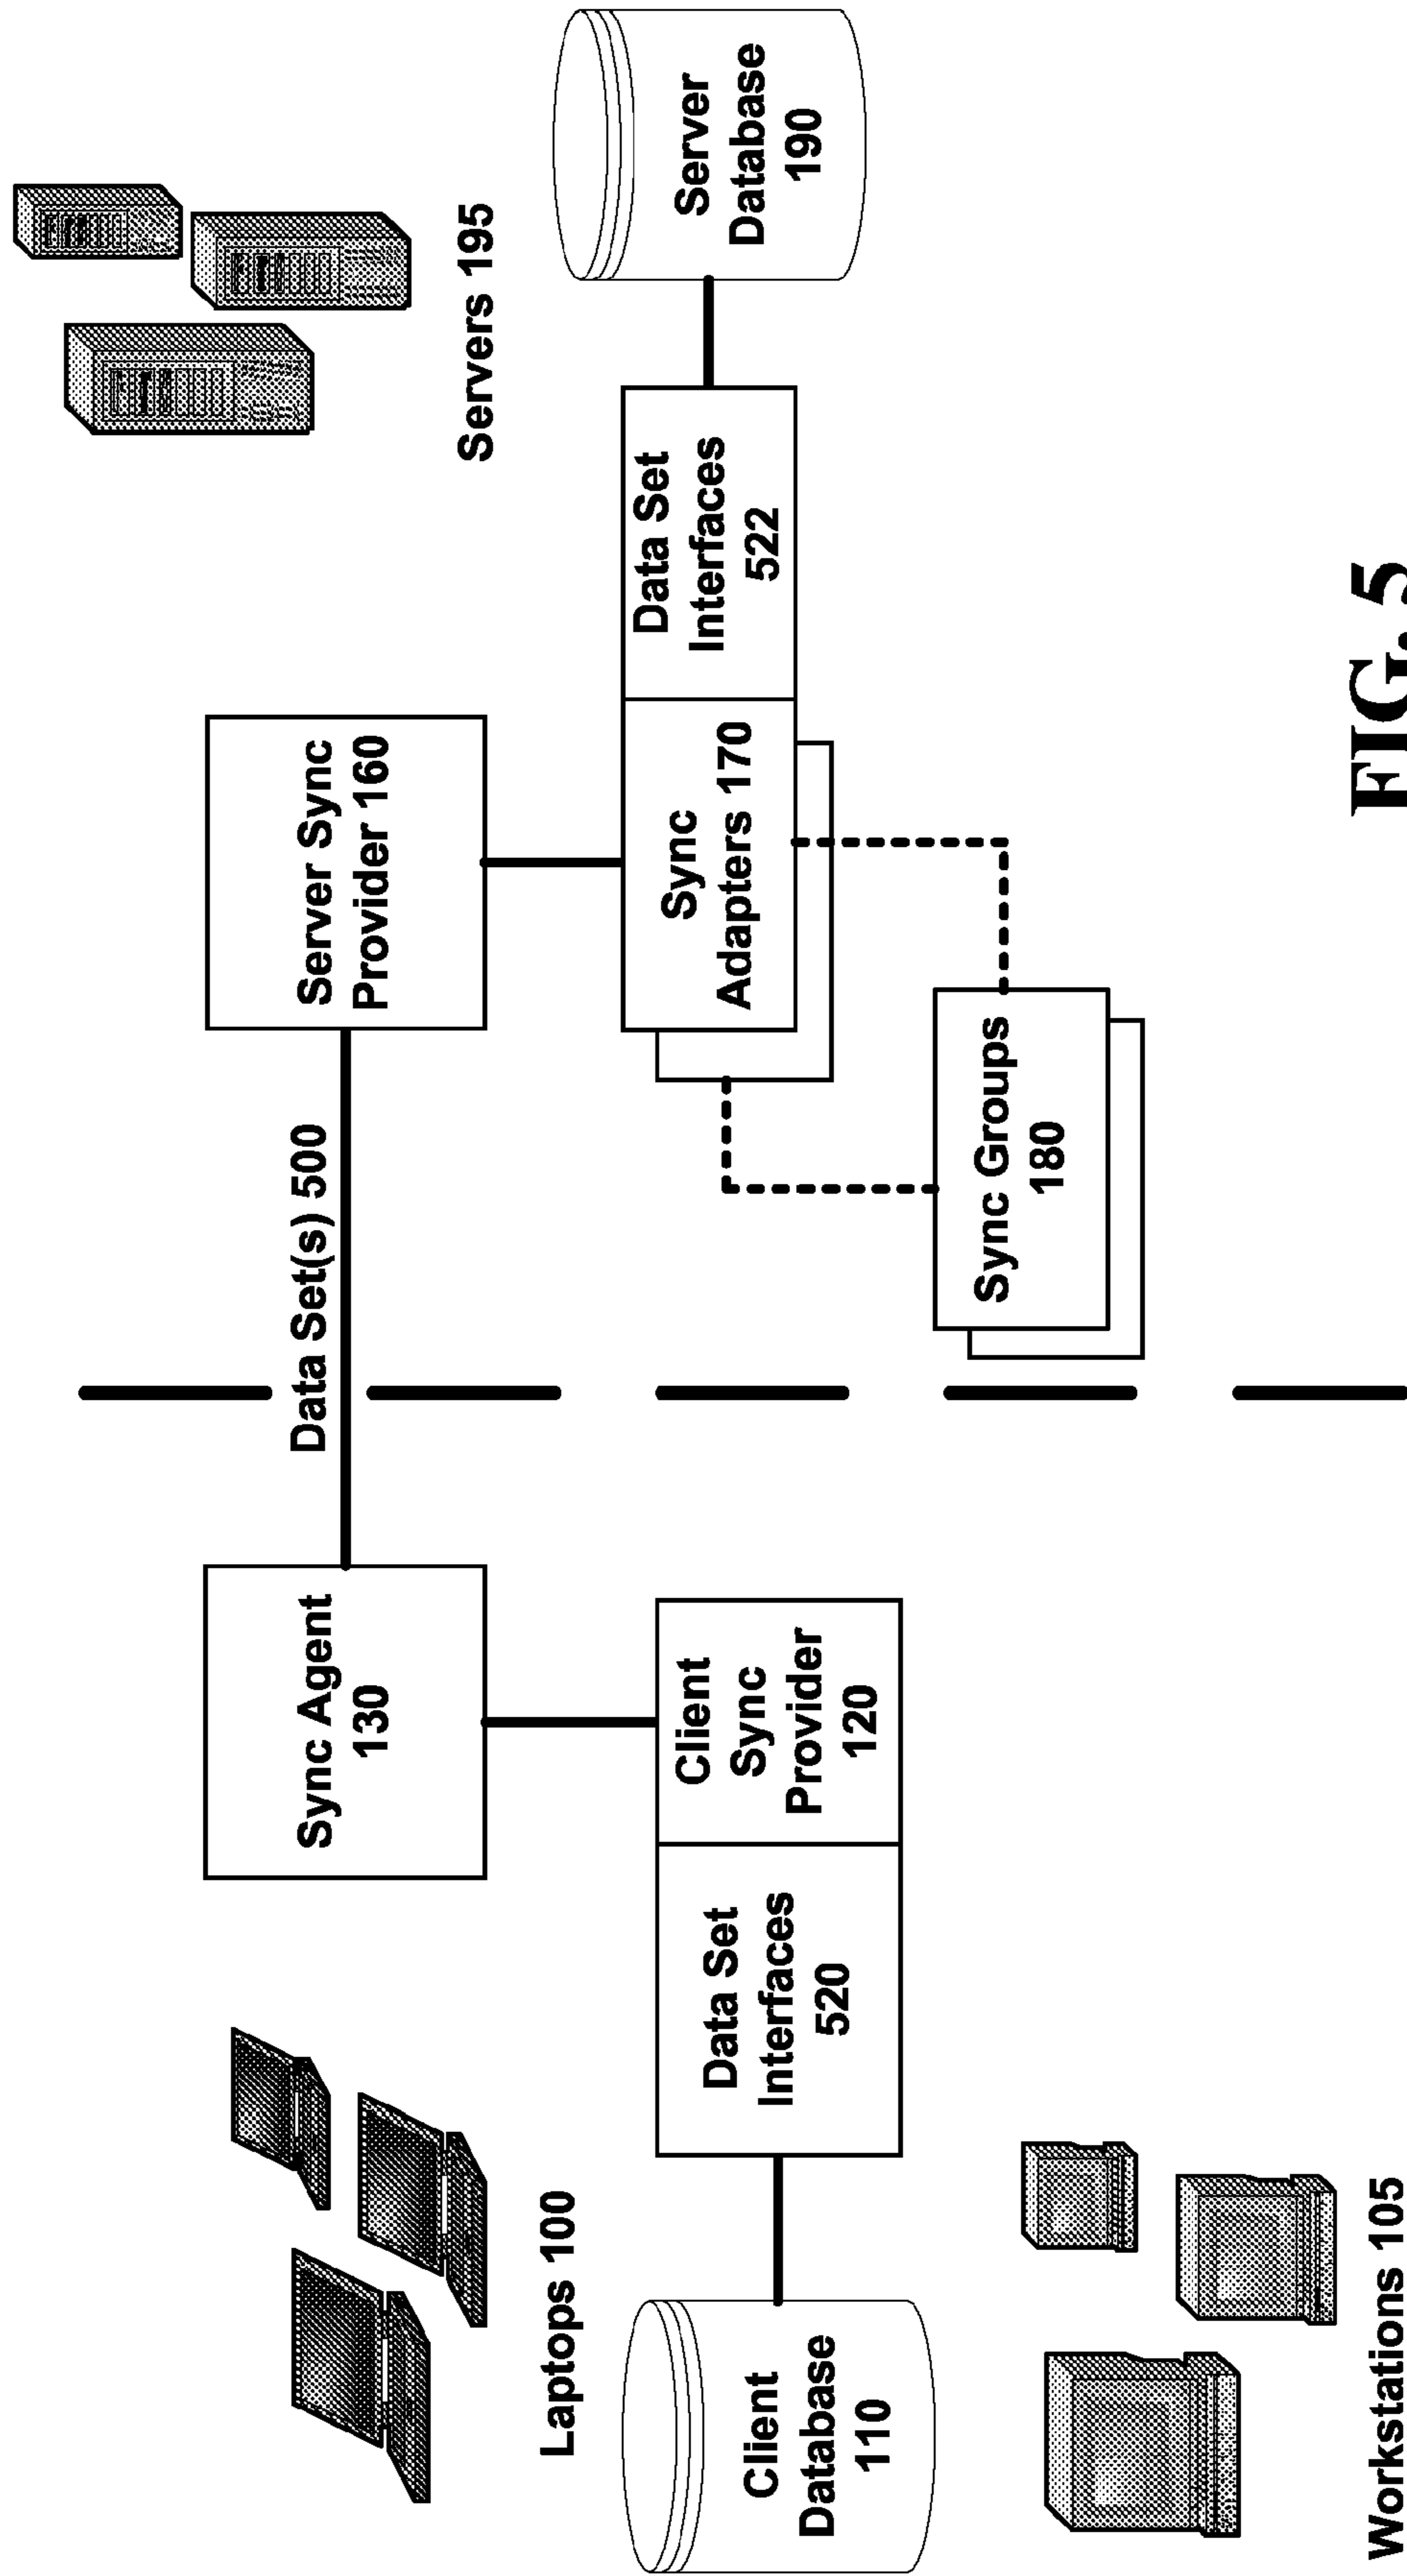 Laptops 100
Client
Database
110
Workstations 105
Data Set
Interfaces
520
Client
Sync
Provider
120
Sync Agent
130
Data Set(s) 500
Server Sync
Provider 160
Sync
Adapters 170
Data Set
Interfaces
522
Sync Groups
180
Servers 195
Server
Database
190
FIG. 5